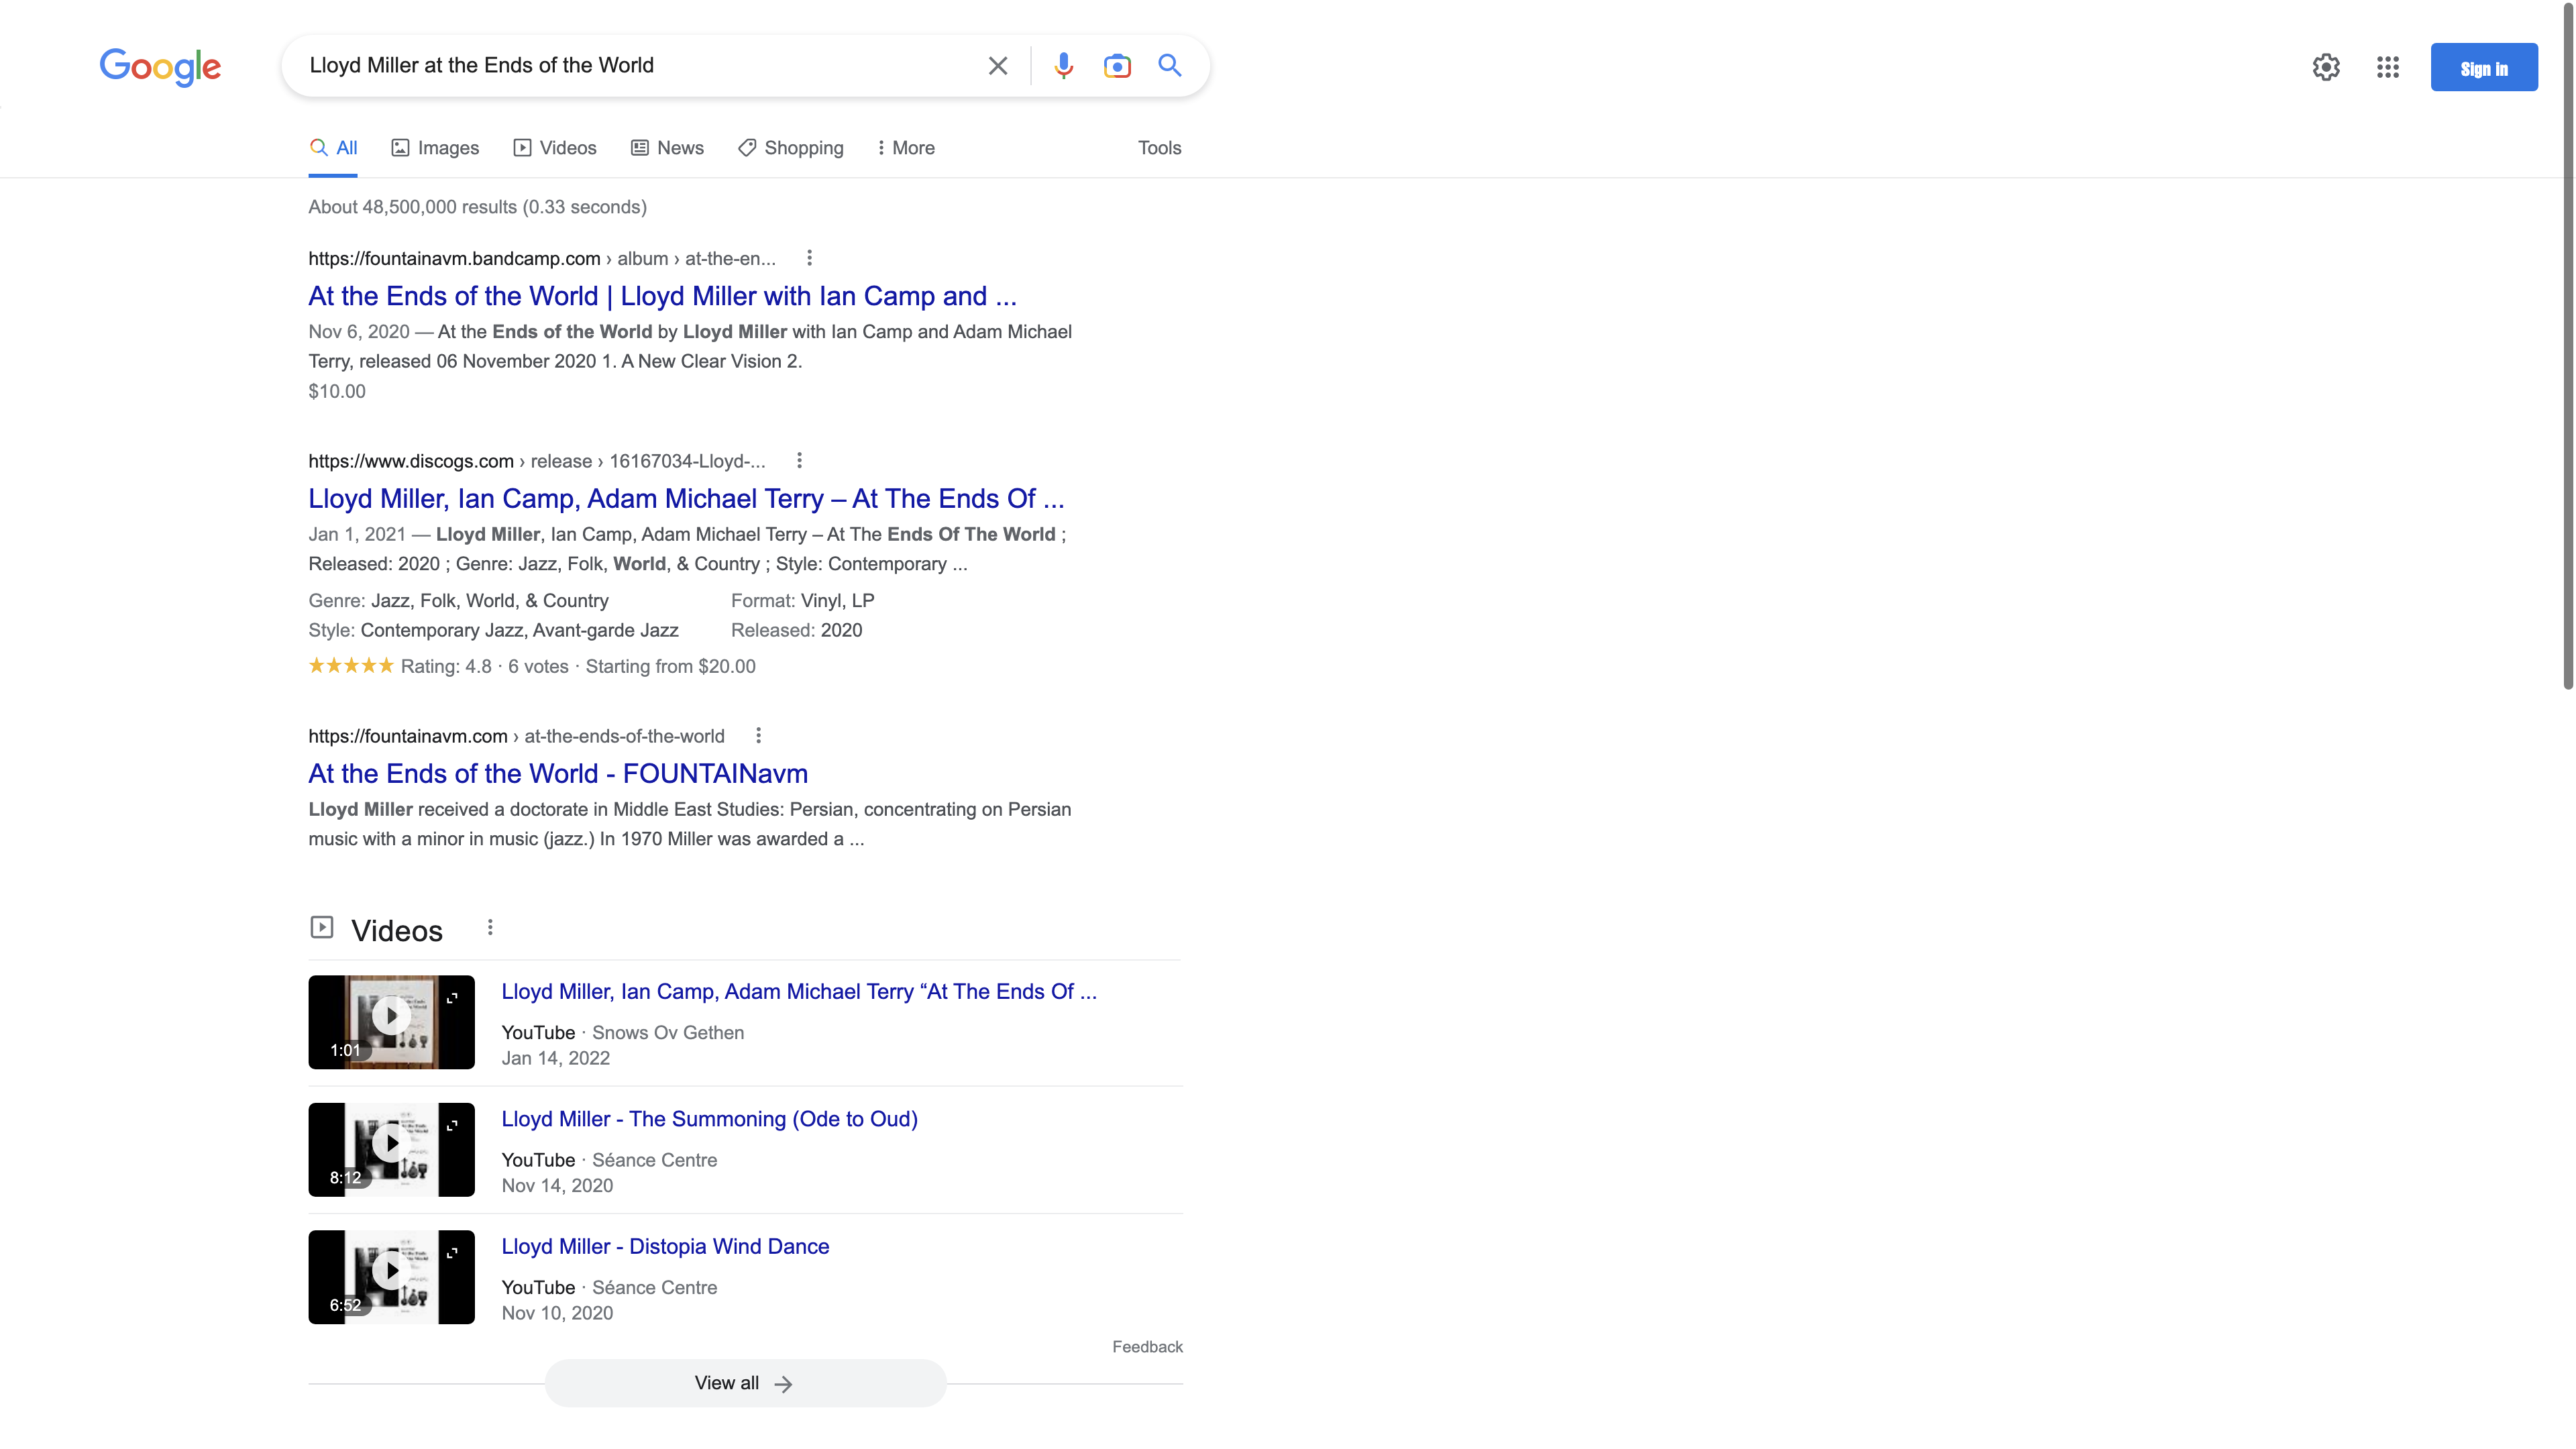 Google
Lloyd Miller at the Ends of the World
Sign in
All
Images
Videos
News
Shopping
More
Tools
About 48,500,000 results (0.33 seconds)
https://fountainavm.bandcamp.com › album › at-the-en...
At the Ends of the World | Lloyd Miller with Ian Camp and ...
Nov 6, 2020 — At the Ends of the World by Lloyd Miller with Ian Camp and Adam Michael
Terry, released 06 November 2020 1. A New Clear Vision 2.
$10.00
https://www.discogs.com › release › 16167034-Lloyd-...
Lloyd Miller, Ian Camp, Adam Michael Terry – At The Ends Of ...
Jan 1, 2021 — Lloyd Miller, Ian Camp, Adam Michael Terry – At The Ends Of The World ;
Released: 2020 ; Genre: Jazz, Folk, World, & Country ; Style: Contemporary ...
Genre: Jazz, Folk, World, & Country
Format: Vinyl, LP
Style: Contemporary Jazz, Avant-garde Jazz
Released: 2020
Rating: 4.8 · 6 votes · Starting from $20.00
https://fountainavm.com › at-the-ends-of-the-world
At the Ends of the World - FOUNTAINavm
Lloyd Miller received a doctorate in Middle East Studies: Persian, concentrating on Persian
music with a minor in music (jazz.) In 1970 Miller was awarded a ...
Videos
Lloyd Miller, Ian Camp, Adam Michael Terry “At The Ends Of ...
YouTube · Snows Ov Gethen
Jan 14, 2022
1:01
Lloyd Miller - The Summoning (Ode to Oud)
YouTube · Séance Centre
Nov 14, 2020
8:12
Lloyd Miller - Distopia Wind Dance
YouTube · Séance Centre
Nov 10, 2020
6:52
Feedback
View all